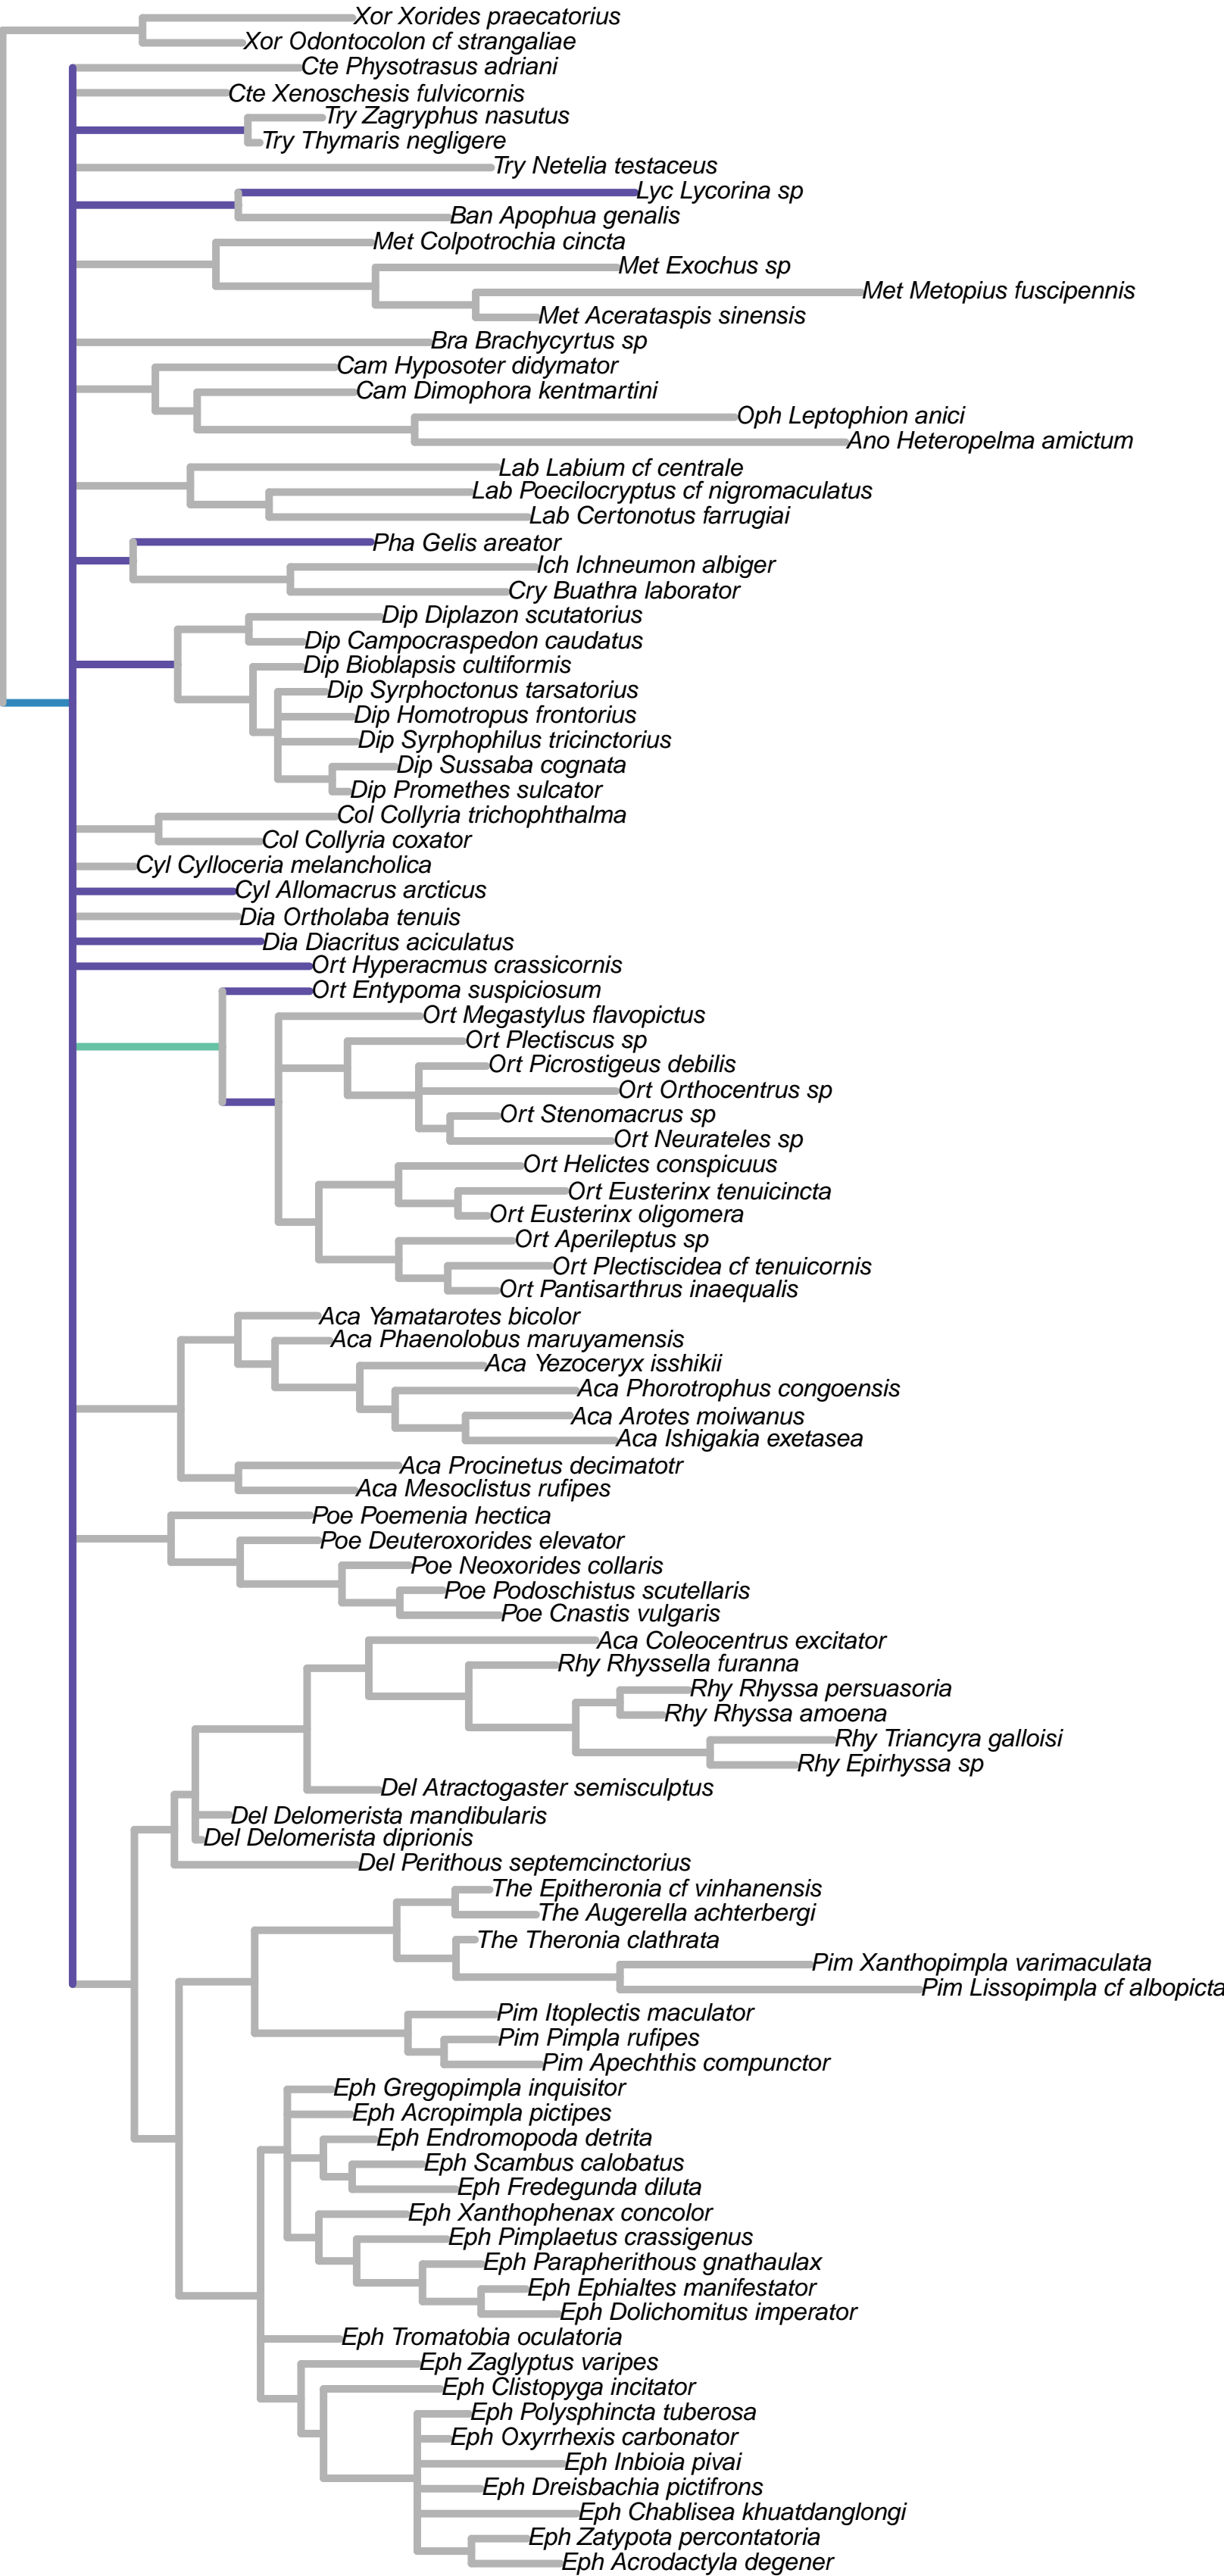 Xor Xorides praecatorius
Xor Odontocolon cf strangaliae
Cte Physotrasus adriani
Cte Xenoschesis fulvicornis
Try Zagryphus nasutus
Try Thymaris negligere
Try Netelia testaceus
Lyc Lycorina sp
Ban Apophua genalis
Met Colpotrochia cincta
Met Exochus sp
Met Metopius fuscipennis
Met Acerataspis sinensis
Bra Brachycyrtus sp
Cam Hyposoter didymator
Cam Dimophora kentmartini
Oph Leptophion anici
Ano Heteropelma amictum
Lab Labium cf centrale
Lab Poecilocryptus cf nigromaculatus
Lab Certonotus farrugiai
Pha Gelis areator
Ich Ichneumon albiger
Cry Buathra laborator
Dip Diplazon scutatorius
Dip Campocraspedon caudatus
Dip Bioblapsis cultiformis
Dip Syrphoctonus tarsatorius
Dip Homotropus frontorius
Dip Syrphophilus tricinctorius
Dip Sussaba cognata
Dip Promethes sulcator
Col Collyria trichophthalma
Col Collyria coxator
Cyl Cylloceria melancholica
Cyl Allomacrus arcticus
Dia Ortholaba tenuis
Dia Diacritus aciculatus
Ort Hyperacmus crassicornis
Ort Entypoma suspiciosum
Ort Megastylus flavopictus
Ort Plectiscus sp
Ort Picrostigeus debilis
Ort Orthocentrus sp
Ort Stenomacrus sp
Ort Neurateles sp
Ort Helictes conspicuus
Ort Eusterinx tenuicincta
Ort Eusterinx oligomera
Ort Aperileptus sp
Ort Plectiscidea cf tenuicornis
Ort Pantisarthrus inaequalis
Aca Yamatarotes bicolor
Aca Phaenolobus maruyamensis
Aca Yezoceryx isshikii
Aca Phorotrophus congoensis
Aca Arotes moiwanus
Aca Ishigakia exetasea
Aca Procinetus decimatotr
Aca Mesoclistus rufipes
Poe Poemenia hectica
Poe Deuteroxorides elevator
Poe Neoxorides collaris
Poe Podoschistus scutellaris
Poe Cnastis vulgaris
Aca Coleocentrus excitator
Rhy Rhyssella furanna
Rhy Rhyssa persuasoria
Rhy Rhyssa amoena
Rhy Triancyra galloisi
Rhy Epirhyssa sp
Del Atractogaster semisculptus
Del Delomerista mandibularis
Del Delomerista diprionis
Del Perithous septemcinctorius
The Epitheronia cf vinhanensis
The Augerella achterbergi
The Theronia clathrata
Pim Xanthopimpla varimaculata
Pim Lissopimpla cf albopicta
Pim Itoplectis maculator
Pim Pimpla rufipes
Pim Apechthis compunctor
Eph Gregopimpla inquisitor
Eph Acropimpla pictipes
Eph Endromopoda detrita
Eph Scambus calobatus
Eph Fredegunda diluta
Eph Xanthophenax concolor
Eph Pimplaetus crassigenus
Eph Parapherithous gnathaulax
Eph Ephialtes manifestator
Eph Dolichomitus imperator
Eph Tromatobia oculatoria
Eph Zaglyptus varipes
Eph Clistopyga incitator
Eph Polysphincta tuberosa
Eph Oxyrrhexis carbonator
Eph Inbioia pivai
Eph Dreisbachia pictifrons
Eph Chablisea khuatdanglongi
Eph Zatypota percontatoria
Eph Acrodactyla degener